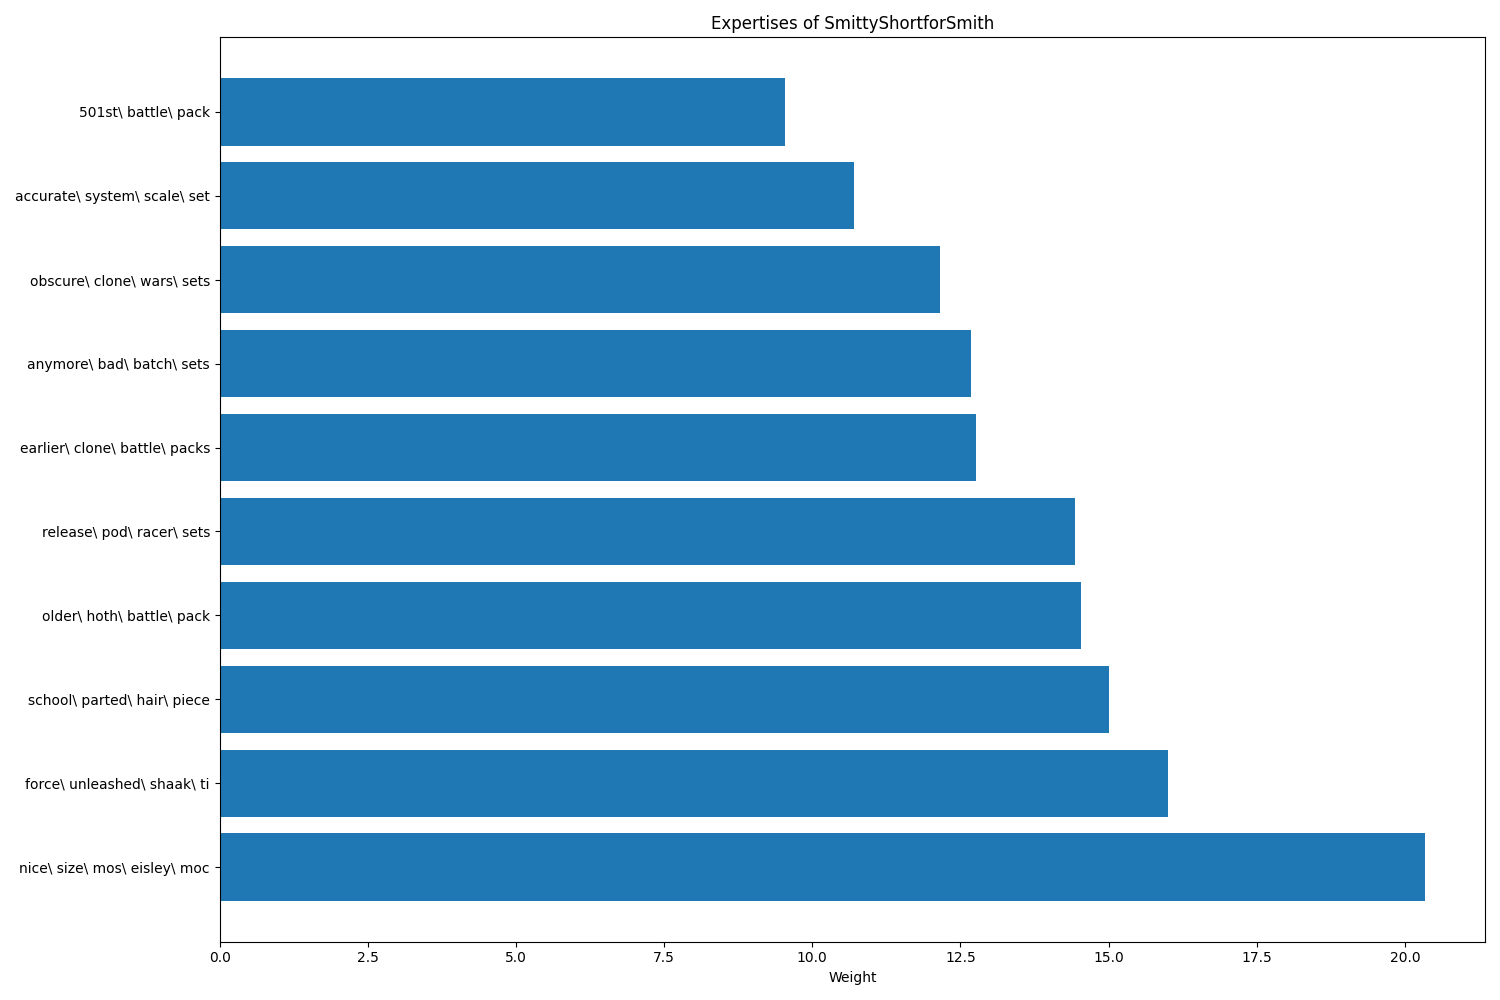 Expertises of SmittyShortforSmith
501st\ battle\ pack
accurate\ system\ scale\ set
obscure\ clone\ wars\ sets
anymore\ bad\ batch\ sets
earlier\ clone\ battle\ packs
release\ pod\ racer\ sets
older\ hoth\ battle\ pack
school\ parted\ hair\ piece
force\ unleashed\ shaak\ ti
nice\ size\ mos\ eisley\ moc
0.0 2.5 5.0 7.5 10.0 12.5 15.0 17.5 20.0
Weight